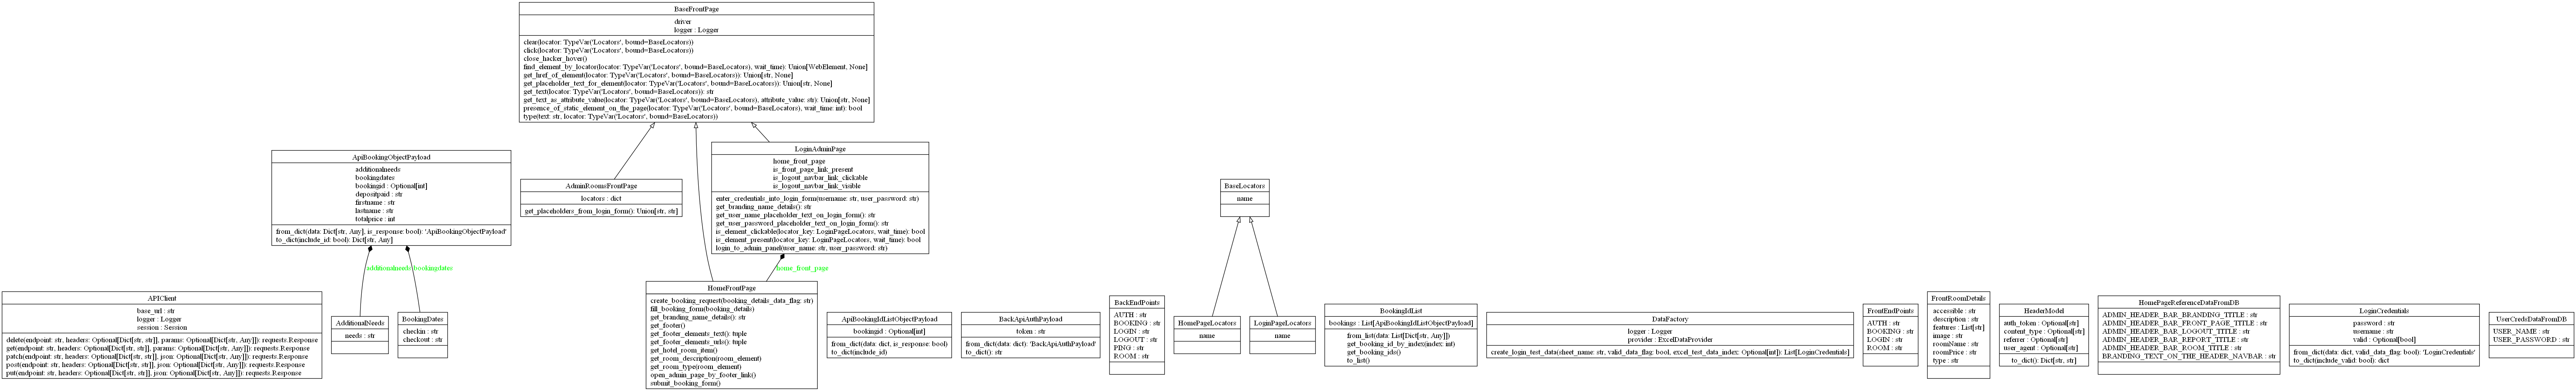 BaseFrontPage
driver
logger : Logger
clear(locator: TypeVar('Locators', bound=BaseLocators))
click(locator: TypeVar('Locators', bound=BaseLocators))
close_hacker_hover()
find_element_by_locator(locator: TypeVar('Locators', bound=BaseLocators), wait_time): Union[WebElement, None]
get_href_of_element(locator: TypeVar('Locators', bound=BaseLocators)): Union[str, None]
get_placeholder_text_for_element(locator: TypeVar('Locators', bound=BaseLocators)): Union[str, None]
get_text(locator: TypeVar('Locators', bound=BaseLocators)): str
get_text_as_attribute_value(locator: TypeVar('Locators', bound=BaseLocators), attribute_value: str): Union[str, None]
presence_of_static_element_on_the_page(locator: TypeVar('Locators', bound=BaseLocators), wait_time: int): bool
type(text: str, locator: TypeVar('Locators', bound=BaseLocators))
ApiBookingObjectPayload
additionalneeds
bookingdates
bookingid : Optional[int]
depositpaid : str
firstname : str
lastname : str
totalprice : int
from_dict(data: Dict[str, Any], is_response: bool): 'ApiBookingObjectPayload'
to_dict(include_id: bool): Dict[str, Any]
AdminRoomsFrontPage
locators : dict
get_placeholders_from_login_form(): Union[str, str]
LoginAdminPage
home_front_page
is_front_page_link_present
is_logout_navbar_link_clickable
is_logout_navbar_link_visible
enter_credentials_into_login_form(username: str, user_password: str)
get_branding_name_details(): str
get_user_name_placeholder_text_on_login_form(): str
get_user_password_placeholder_text_on_login_form(): str
is_element_clickable(locator_key: LoginPageLocators, wait_time): bool
is_element_present(locator_key: LoginPageLocators, wait_time): bool
login_to_admin_panel(user_name: str, user_password: str)
BaseLocators
name
additionalneeds
bookingdates
home_front_page
APIClient
base_url : str
logger : Logger
session : Session
delete(endpoint: str, headers: Optional[Dict[str, str]], params: Optional[Dict[str, Any]]): requests.Response
get(endpoint: str, headers: Optional[Dict[str, str]], params: Optional[Dict[str, Any]]): requests.Response
patch(endpoint: str, headers: Optional[Dict[str, str]], json: Optional[Dict[str, Any]]): requests.Response
post(endpoint: str, headers: Optional[Dict[str, str]], json: Optional[Dict[str, Any]]): requests.Response
put(endpoint: str, headers: Optional[Dict[str, str]], json: Optional[Dict[str, Any]]): requests.Response
AdditionalNeeds
needs : str
BookingDates
checkin : str
checkout : str
HomeFrontPage
create_booking_request(booking_details_data_flag: str)
fill_booking_form(booking_details)
get_branding_name_details(): str
get_footer()
get_footer_elements_text(): tuple
get_footer_elements_urls(): tuple
get_hotel_room_item()
get_room_description(room_element)
get_room_type(room_element)
open_admin_page_by_footer_link()
submit_booking_form()
ApiBookingIdListObjectPayload
bookingid : Optional[int]
from_dict(data: dict, is_response: bool)
to_dict(include_id)
BackApiAuthPayload
token : str
from_dict(data: dict): 'BackApiAuthPayload'
to_dict(): str
BackEndPoints
AUTH : str
BOOKING : str
LOGIN : str
LOGOUT : str
PING : str
ROOM : str
HomePageLocators
name
LoginPageLocators
name
BookingIdList
bookings : List[ApiBookingIdListObjectPayload]
from_list(data: List[Dict[str, Any]])
get_booking_id_by_index(index: int)
get_booking_ids()
to_list()
DataFactory
logger : Logger
provider : ExcelDataProvider
create_login_test_data(sheet_name: str, valid_data_flag: bool, excel_test_data_index: Optional[int]): List[LoginCredentials]
FrontEndPoints
AUTH : str
BOOKING : str
LOGIN : str
ROOM : str
FrontRoomDetails
accessible : str
description : str
features : List[str]
image : str
roomName : str
roomPrice : str
type : str
HeaderModel
auth_token : Optional[str]
content_type : Optional[str]
referrer : Optional[str]
user_agent : Optional[str]
to_dict(): Dict[str, str]
HomePageReferenceDataFromDB
ADMIN_HEADER_BAR_BRANDING_TITLE : str
ADMIN_HEADER_BAR_FRONT_PAGE_TITLE : str
ADMIN_HEADER_BAR_LOGOUT_TITLE : str
ADMIN_HEADER_BAR_REPORT_TITLE : str
ADMIN_HEADER_BAR_ROOM_TITLE : str
BRANDING_TEXT_ON_THE_HEADER_NAVBAR : str
LoginCredentials
password : str
username : str
valid : Optional[bool]
from_dict(data: dict, valid_data_flag: bool): 'LoginCredentials'
to_dict(include_valid: bool): dict
UserCredsDataFromDB
USER_NAME : str
USER_PASSWORD : str